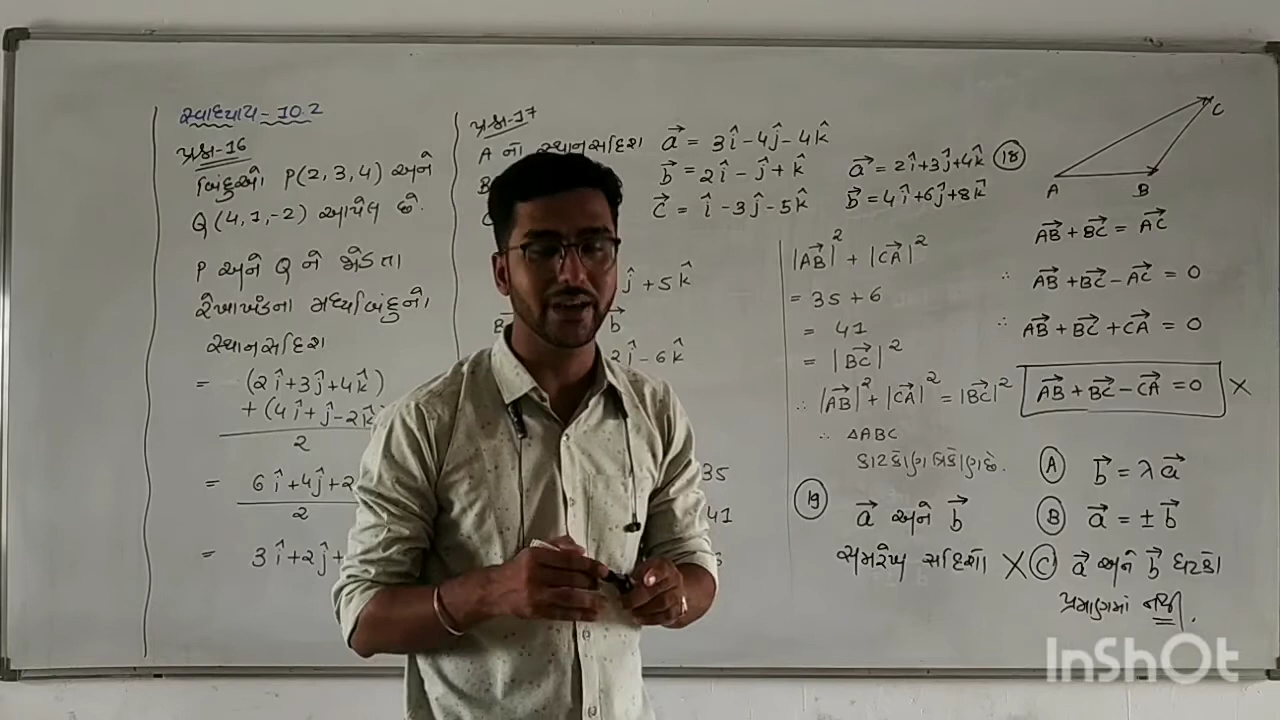 સ્વાધ્યાય - 10.2
પ્રશ્ન-16
બિંદુઓ P(2,3,4) અને
Q(4,1,-2) આપેલ છે.
P અને Q ને જોડતા
રેખાખંડના મધ્યબિંદુનો
સ્થાનસદિશ
= (2î+3ĵ+4k̂)
+ (4î+ĵ-2k̂)
2
= 6î+4ĵ+2
2
= 3î+2ĵ+
પ્રશ્ન-17
A નો સ્થાનસદિશ a⃗ = 3î-4ĵ-4k̂
B b⃗ = 2î-ĵ+k̂
c⃗ = î-3ĵ-5k̂
ĵ+5k̂
b⃗
2ĵ-6k̂
35
41
a⃗ = 2î+3ĵ+4k̂
b⃗ = 4î+6ĵ+8k̂
|AB⃗|² + |CA⃗|²
= 35+6
= 41
= |BC⃗|²
∴ |AB⃗|² + |CA⃗|² = |BC⃗|²
∴ △ABC
કાટકોણ ત્રિકોણ છે.
(18)
A B C
AB⃗ + BC⃗ = AC⃗
∴ AB⃗ + BC⃗ - AC⃗ = 0
∴ AB⃗ + BC⃗ + CA⃗ = 0
AB⃗ + BC⃗ - CA⃗ = 0 ×
(19) a⃗ અને b⃗
સમરેખ સદિશો
(A) b⃗ = λa⃗
(B) a⃗ = ±b⃗
× (C) a⃗ અને b⃗ ઘટકો
પ્રમાણમાં નથી.
InShOt